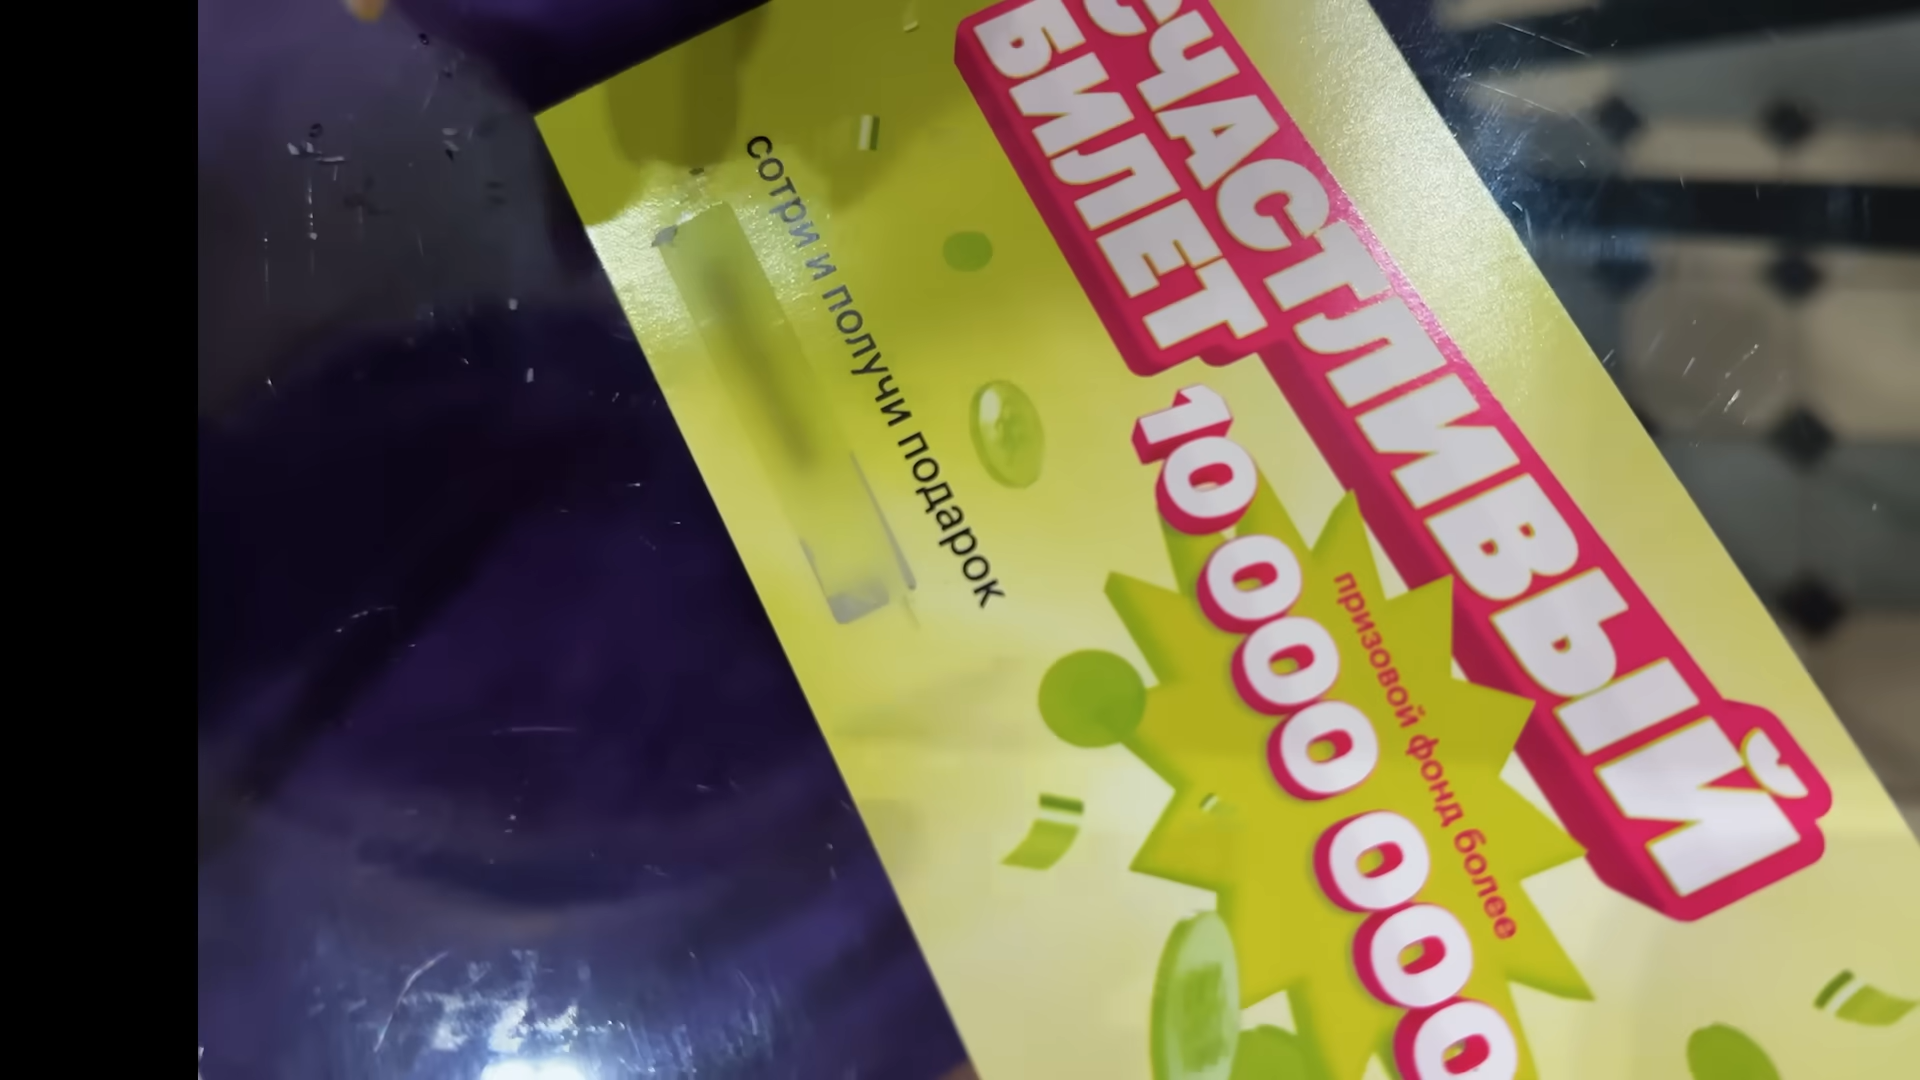 СЧАСТЛИВЫЙ
БИЛЕТ
призовой фонд более
10 000 000
сотри и получи подарок